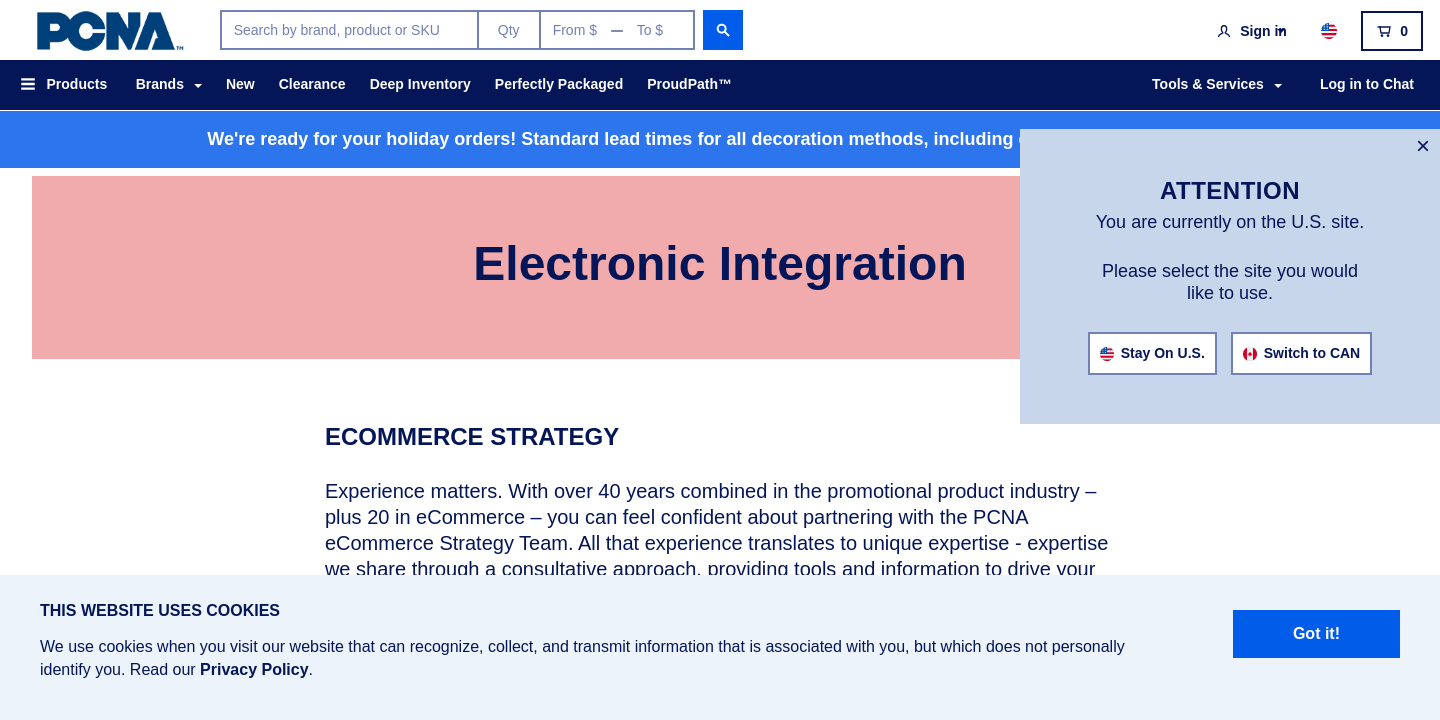 PCNA™
Search by brand, product or SKU
Qty
From $ — To $
Sign in
0
Products
Brands
New
Clearance
Deep Inventory
Perfectly Packaged
ProudPath™
Tools & Services
Log in to Chat
We're ready for your holiday orders! Standard lead times for all decoration methods, including
×
ATTENTION
You are currently on the U.S. site.
Please select the site you would
like to use.
Stay On U.S.
Switch to CAN
Electronic Integration
ECOMMERCE STRATEGY
Experience matters. With over 40 years combined in the promotional product industry –
plus 20 in eCommerce – you can feel confident about partnering with the PCNA
eCommerce Strategy Team. All that experience translates to unique expertise - expertise
we share through a consultative approach, providing tools and information to drive your
THIS WEBSITE USES COOKIES
We use cookies when you visit our website that can recognize, collect, and transmit information that is associated with you, but which does not personally
identify you. Read our Privacy Policy.
Got it!